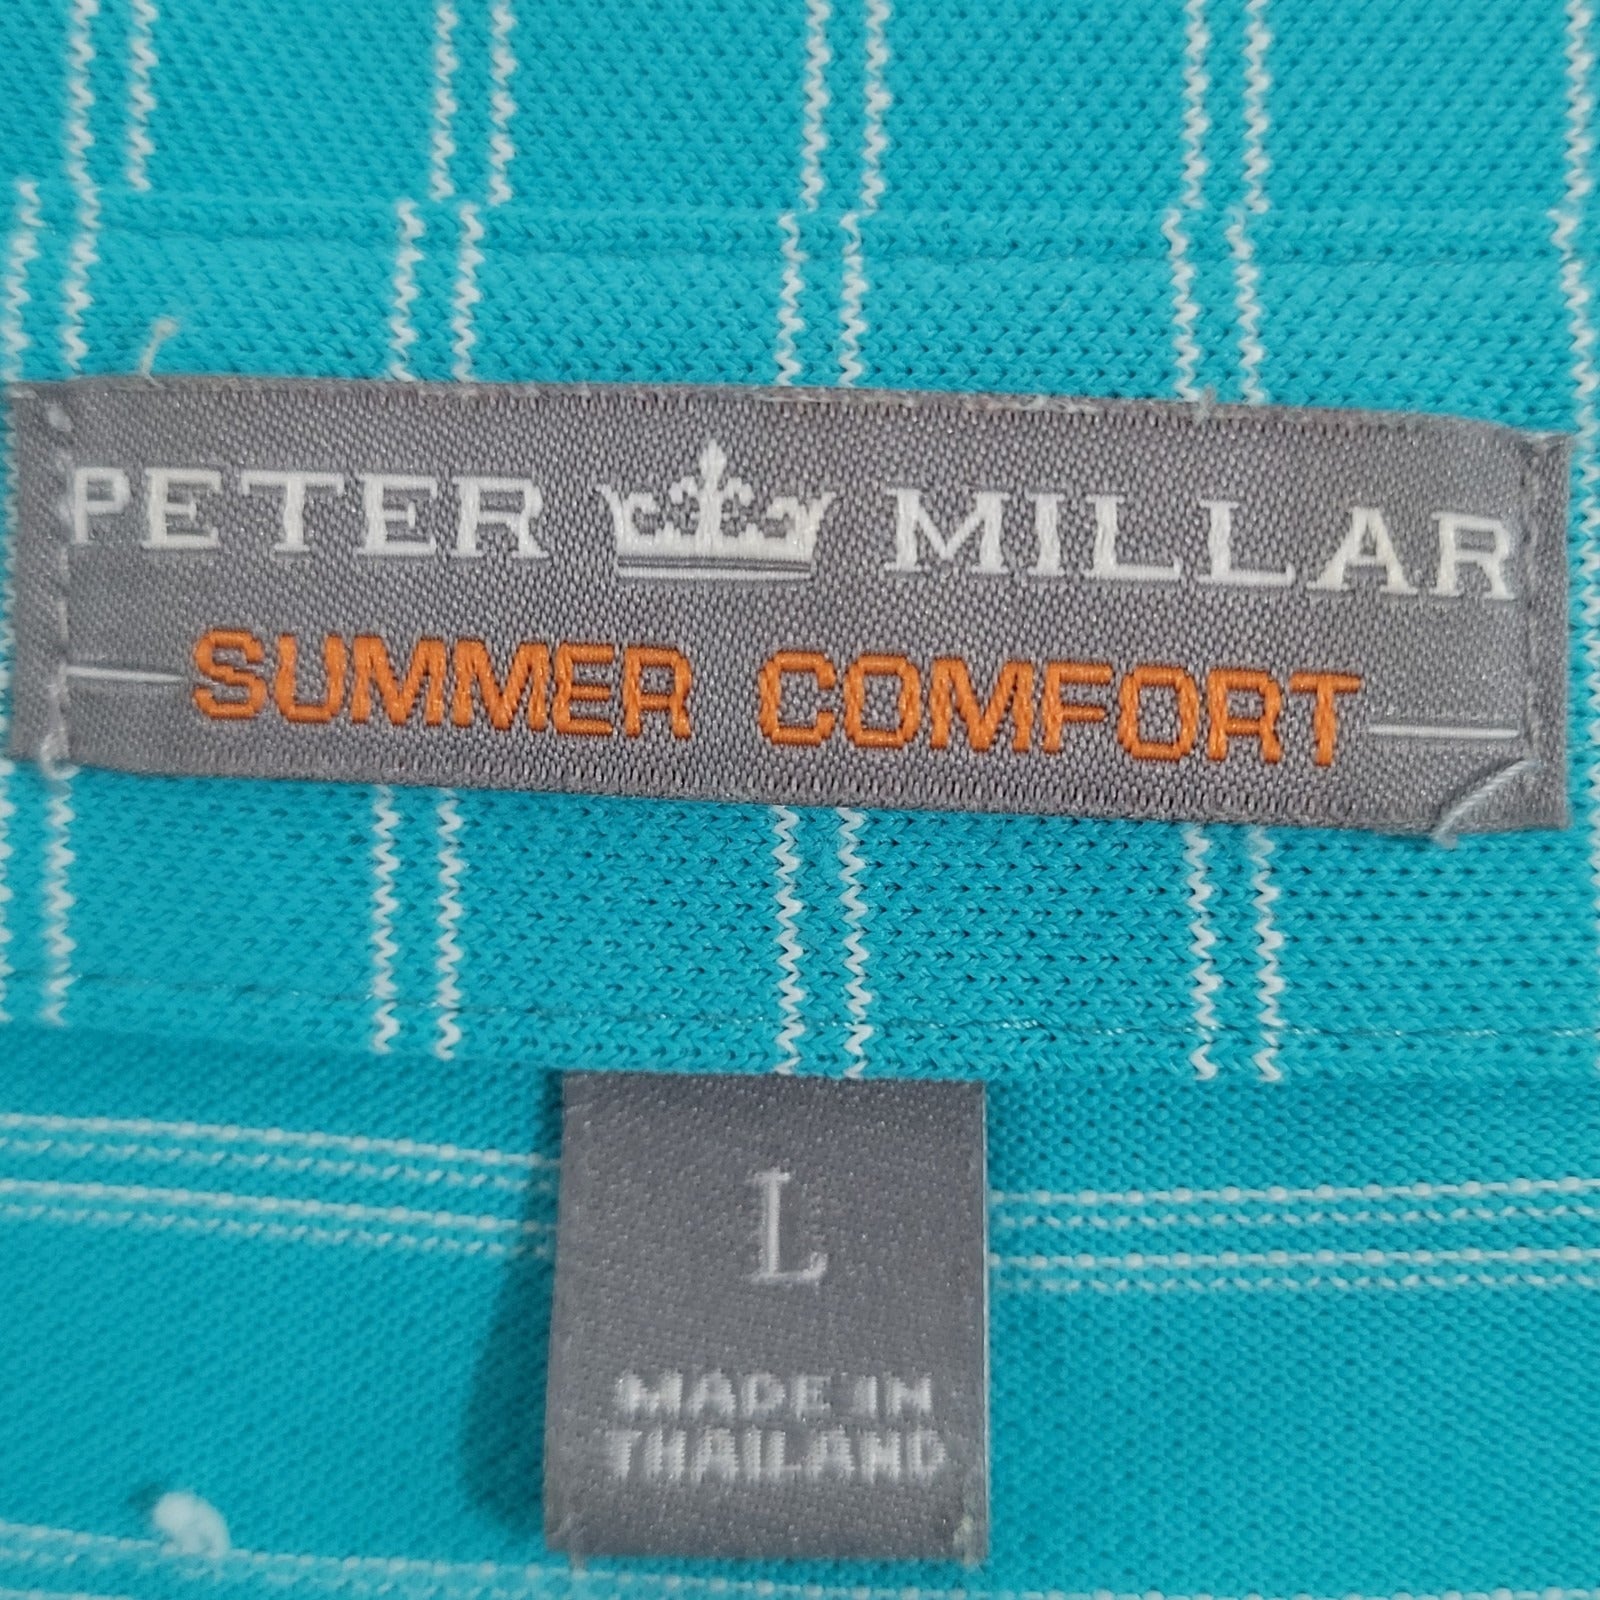 PETER MILLAR
SUMMER COMFORT
L
MADE IN
THAILAND